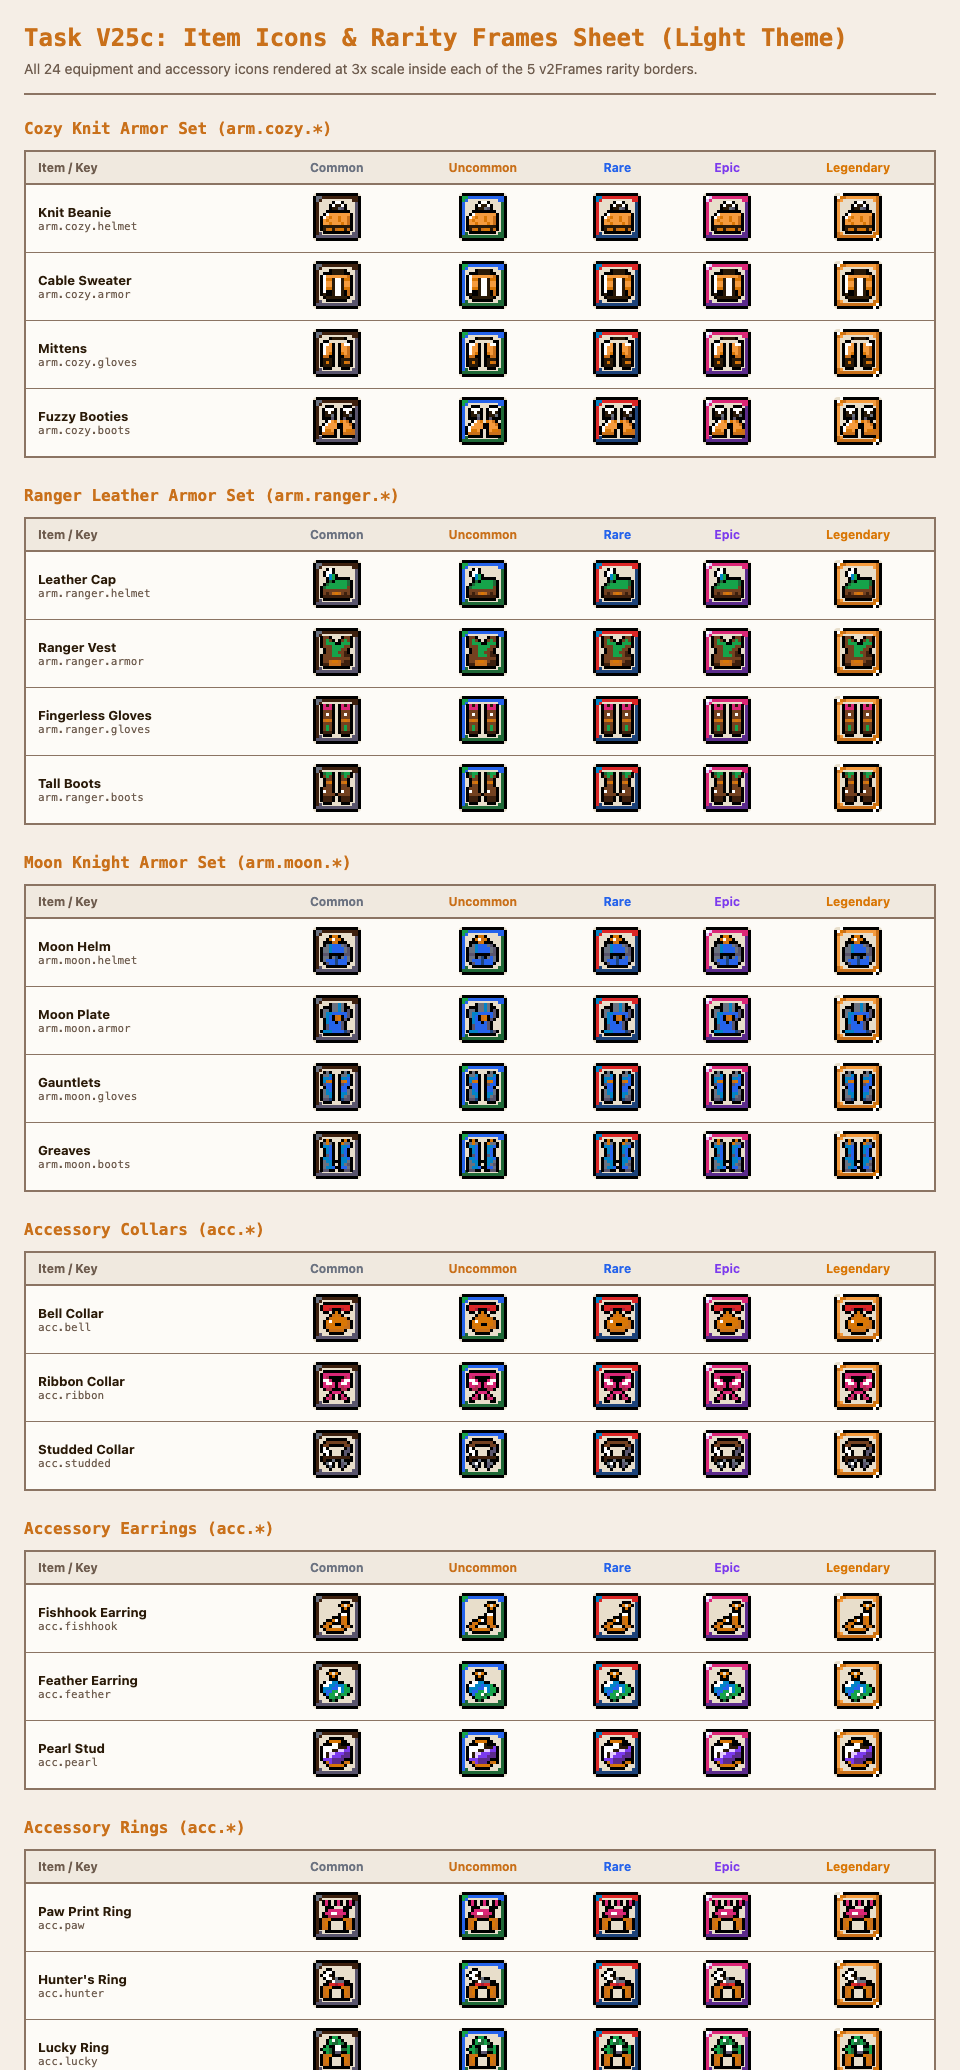 Task V25c: Item Icons & Rarity Frames Sheet (Light Theme)
All 24 equipment and accessory icons rendered at 3x scale inside each of the 5 v2Frames rarity borders.
Cozy Knit Armor Set (arm.cozy.*)
Item / Key Common Uncommon Rare Epic Legendary
Knit Beanie
arm.cozy.helmet
Cable Sweater
arm.cozy.armor
Mittens
arm.cozy.gloves
Fuzzy Booties
arm.cozy.boots
Ranger Leather Armor Set (arm.ranger.*)
Item / Key Common Uncommon Rare Epic Legendary
Leather Cap
arm.ranger.helmet
Ranger Vest
arm.ranger.armor
Fingerless Gloves
arm.ranger.gloves
Tall Boots
arm.ranger.boots
Moon Knight Armor Set (arm.moon.*)
Item / Key Common Uncommon Rare Epic Legendary
Moon Helm
arm.moon.helmet
Moon Plate
arm.moon.armor
Gauntlets
arm.moon.gloves
Greaves
arm.moon.boots
Accessory Collars (acc.*)
Item / Key Common Uncommon Rare Epic Legendary
Bell Collar
acc.bell
Ribbon Collar
acc.ribbon
Studded Collar
acc.studded
Accessory Earrings (acc.*)
Item / Key Common Uncommon Rare Epic Legendary
Fishhook Earring
acc.fishhook
Feather Earring
acc.feather
Pearl Stud
acc.pearl
Accessory Rings (acc.*)
Item / Key Common Uncommon Rare Epic Legendary
Paw Print Ring
acc.paw
Hunter's Ring
acc.hunter
Lucky Ring
acc.lucky